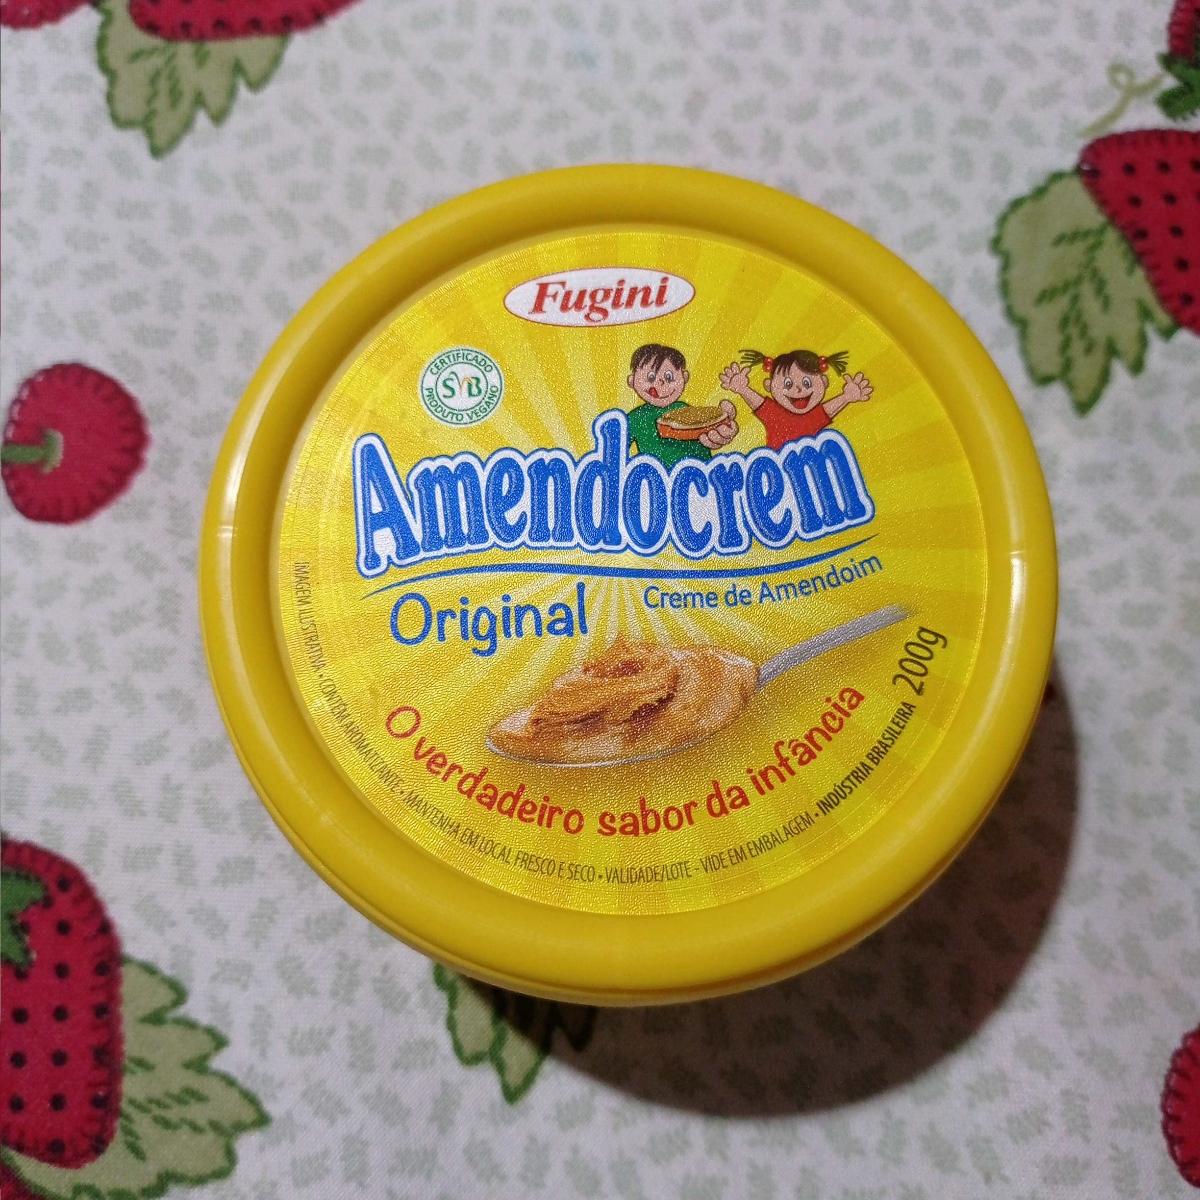 Fugini
CERTIFICADO
SVB
PRODUTO VEGANO
Amendocrem
Original
Creme de Amendoim
200g
O verdadeiro sabor da infância
IMAGEM ILUSTRATIVA • CONTÉM AROMATIZANTE • MANTENHA EM LOCAL FRESCO E SECO • VALIDADE/LOTE - VIDE EM EMBALAGEM • INDÚSTRIA BRASILEIRA